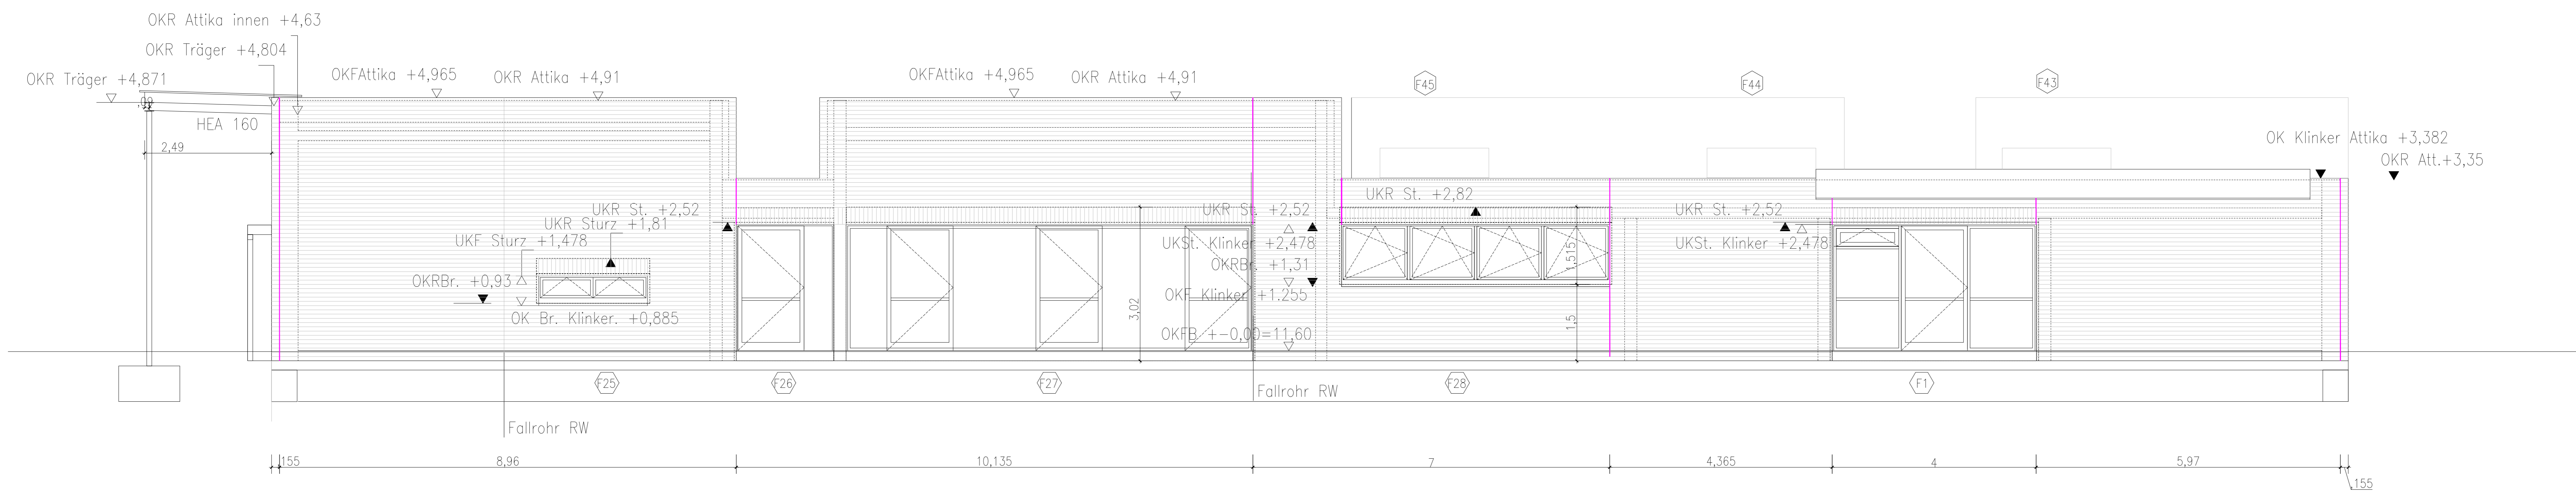 OKR Attika innen +4,63
OKR Träger +4,804
OKR Träger +4,871
OKFAttika +4,965
OKR Attika +4,91
OKFAttika +4,965
OKR Attika +4,91
F45
F44
F43
,09
HEA 160
2,49
OK Klinker Attika +3,382
OKR Att.+3,35
UKR St. +2,52
UKR Sturz +1,81
UKF Sturz +1,478
OKRBr. +0,93
OK Br. Klinker. +0,885
3,02
UKR St. +2,52
UKSt. Klinker +2,478
OKRBr. +1,31
OKF Klinker +1.255
OKFB +-0,00=11,60
UKR St. +2,82
1,515
1,5
UKR St. +2,52
UKSt. Klinker +2,478
F25
F26
F27
F28
F1
Fallrohr RW
Fallrohr RW
,155
8,96
10,135
7
4,365
4
5,97
,155